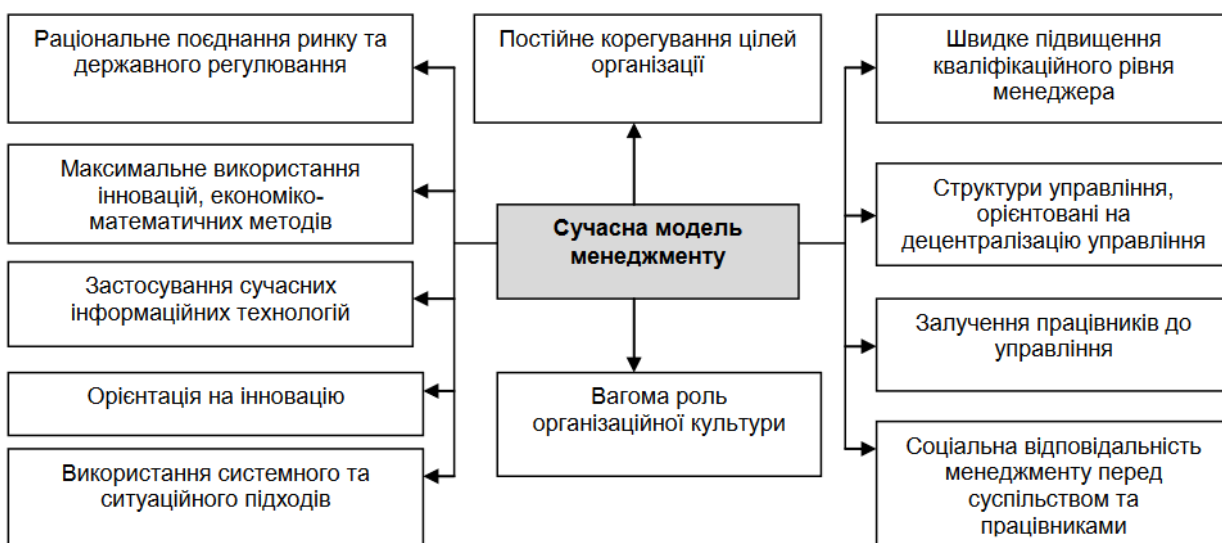 Раціональне поєднання ринку та
державного регулювання
Максимальне використання
інновацій, економіко-
математичних методів
Застосування сучасних
інформаційних технологій
Орієнтація на інновацію
Використання системного та
ситуаційного підходів
Постійне корегування цілей
організації
Сучасна модель
менеджменту
Вагома роль
організаційної культури
Швидке підвищення
кваліфікаційного рівня
менеджера
Структури управління,
орієнтовані на
децентралізацію управління
Залучення працівників до
управління
Соціальна відповідальність
менеджменту перед
суспільством та
працівниками